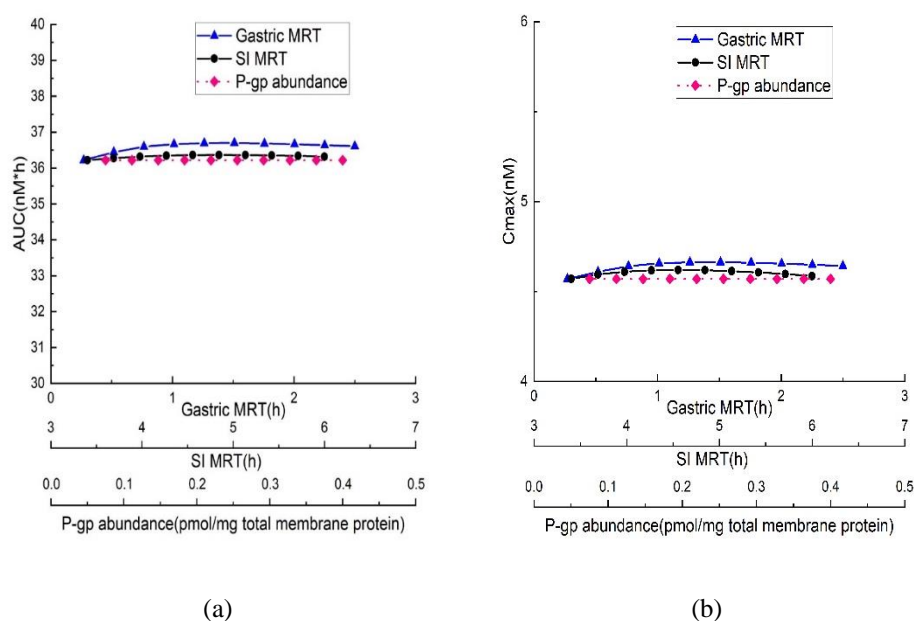 40
39
38
37
36
35
34
33
32
31
30
AUC(nM*h)
Gastric MRT
SI MRT
P-gp abundance
0 1 2 3
Gastric MRT(h)
3 4 5 6 7
SI MRT(h)
0.0 0.1 0.2 0.3 0.4 0.5
P-gp abundance(pmol/mg total membrane protein)
(a)
6
5
4
Cmax(nM)
Gastric MRT
SI MRT
P-gp abundance
0 1 2 3
Gastric MRT(h)
3 4 5 6 7
SI MRT(h)
0.0 0.1 0.2 0.3 0.4 0.5
P-gp abundance(pmol/mg total membrane protein)
(b)